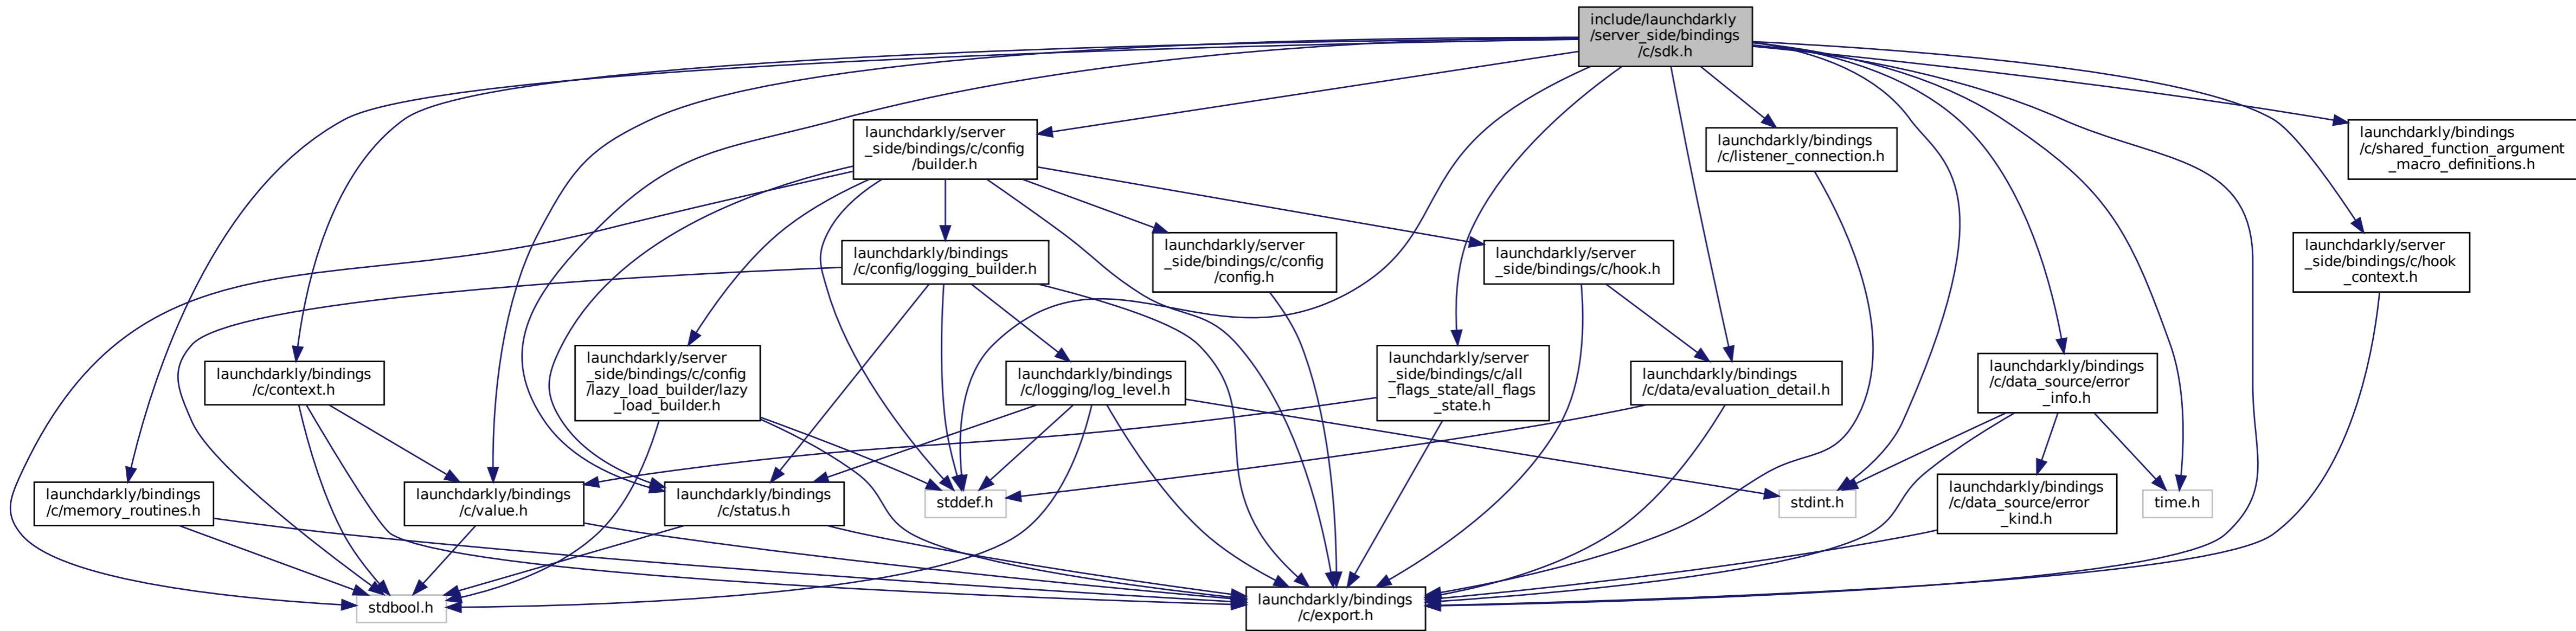 include/launchdarkly
/server_side/bindings
/c/sdk.h
launchdarkly/server
_side/bindings/c/config
/builder.h
launchdarkly/bindings
/c/listener_connection.h
launchdarkly/bindings
/c/shared_function_argument
_macro_definitions.h
launchdarkly/bindings
/c/config/logging_builder.h
launchdarkly/server
_side/bindings/c/config
/config.h
launchdarkly/server
_side/bindings/c/hook.h
launchdarkly/server
_side/bindings/c/hook
_context.h
launchdarkly/bindings
/c/context.h
launchdarkly/server
_side/bindings/c/config
/lazy_load_builder/lazy
_load_builder.h
launchdarkly/bindings
/c/logging/log_level.h
launchdarkly/server
_side/bindings/c/all
_flags_state/all_flags
_state.h
launchdarkly/bindings
/c/data/evaluation_detail.h
launchdarkly/bindings
/c/data_source/error
_info.h
launchdarkly/bindings
/c/memory_routines.h
launchdarkly/bindings
/c/value.h
launchdarkly/bindings
/c/status.h
stddef.h
stdint.h
launchdarkly/bindings
/c/data_source/error
_kind.h
time.h
stdbool.h
launchdarkly/bindings
/c/export.h